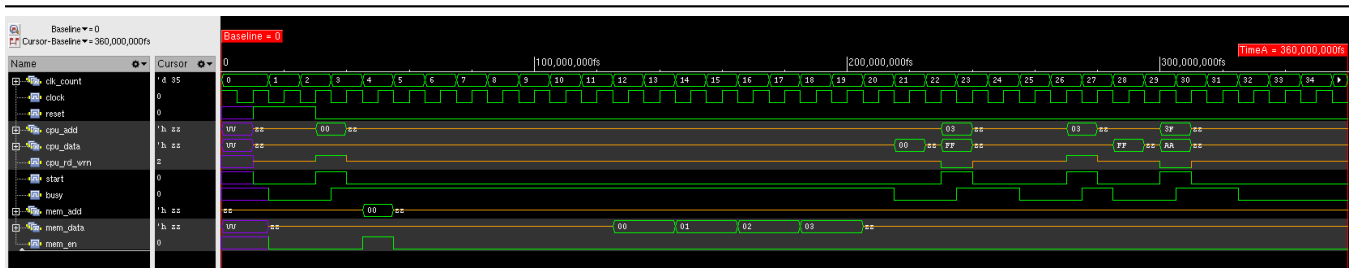 Baseline▼= 0
Cursor-Baseline▼= 360,000,000fs
Baseline = 0
TimeA = 360,000,000fs
Name Cursor 0 100,000,000fs 200,000,000fs 300,000,000fs
clk_count 'd 35 0 1 2 3 4 5 6 7 8 9 10 11 12 13 14 15 16 17 18 19 20 21 22 23 24 25 26 27 28 29 30 31 32 33 34
clock 0
reset 0
cpu_add 'h zz UU zz 00 zz 03 zz 03 zz 3F zz
cpu_data 'h zz UU zz 00 zz FF zz FF zz AA zz
cpu_rd_wrn z
start 0
busy 0
mem_add 'h zz zz 00 zz
mem_data 'h zz UU zz 00 01 02 03 zz
mem_en 0